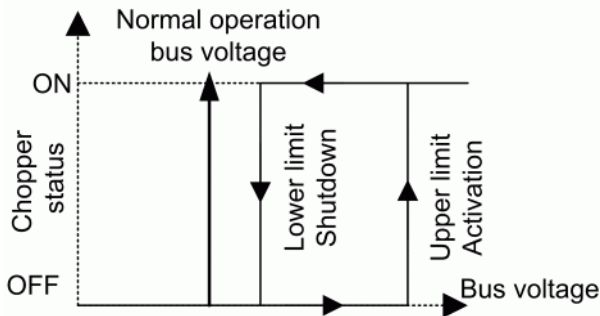 Normal operation
bus voltage
ON
Chopper
status
Lower limit
Shutdown
Upper limit
Activation
OFF
Bus voltage